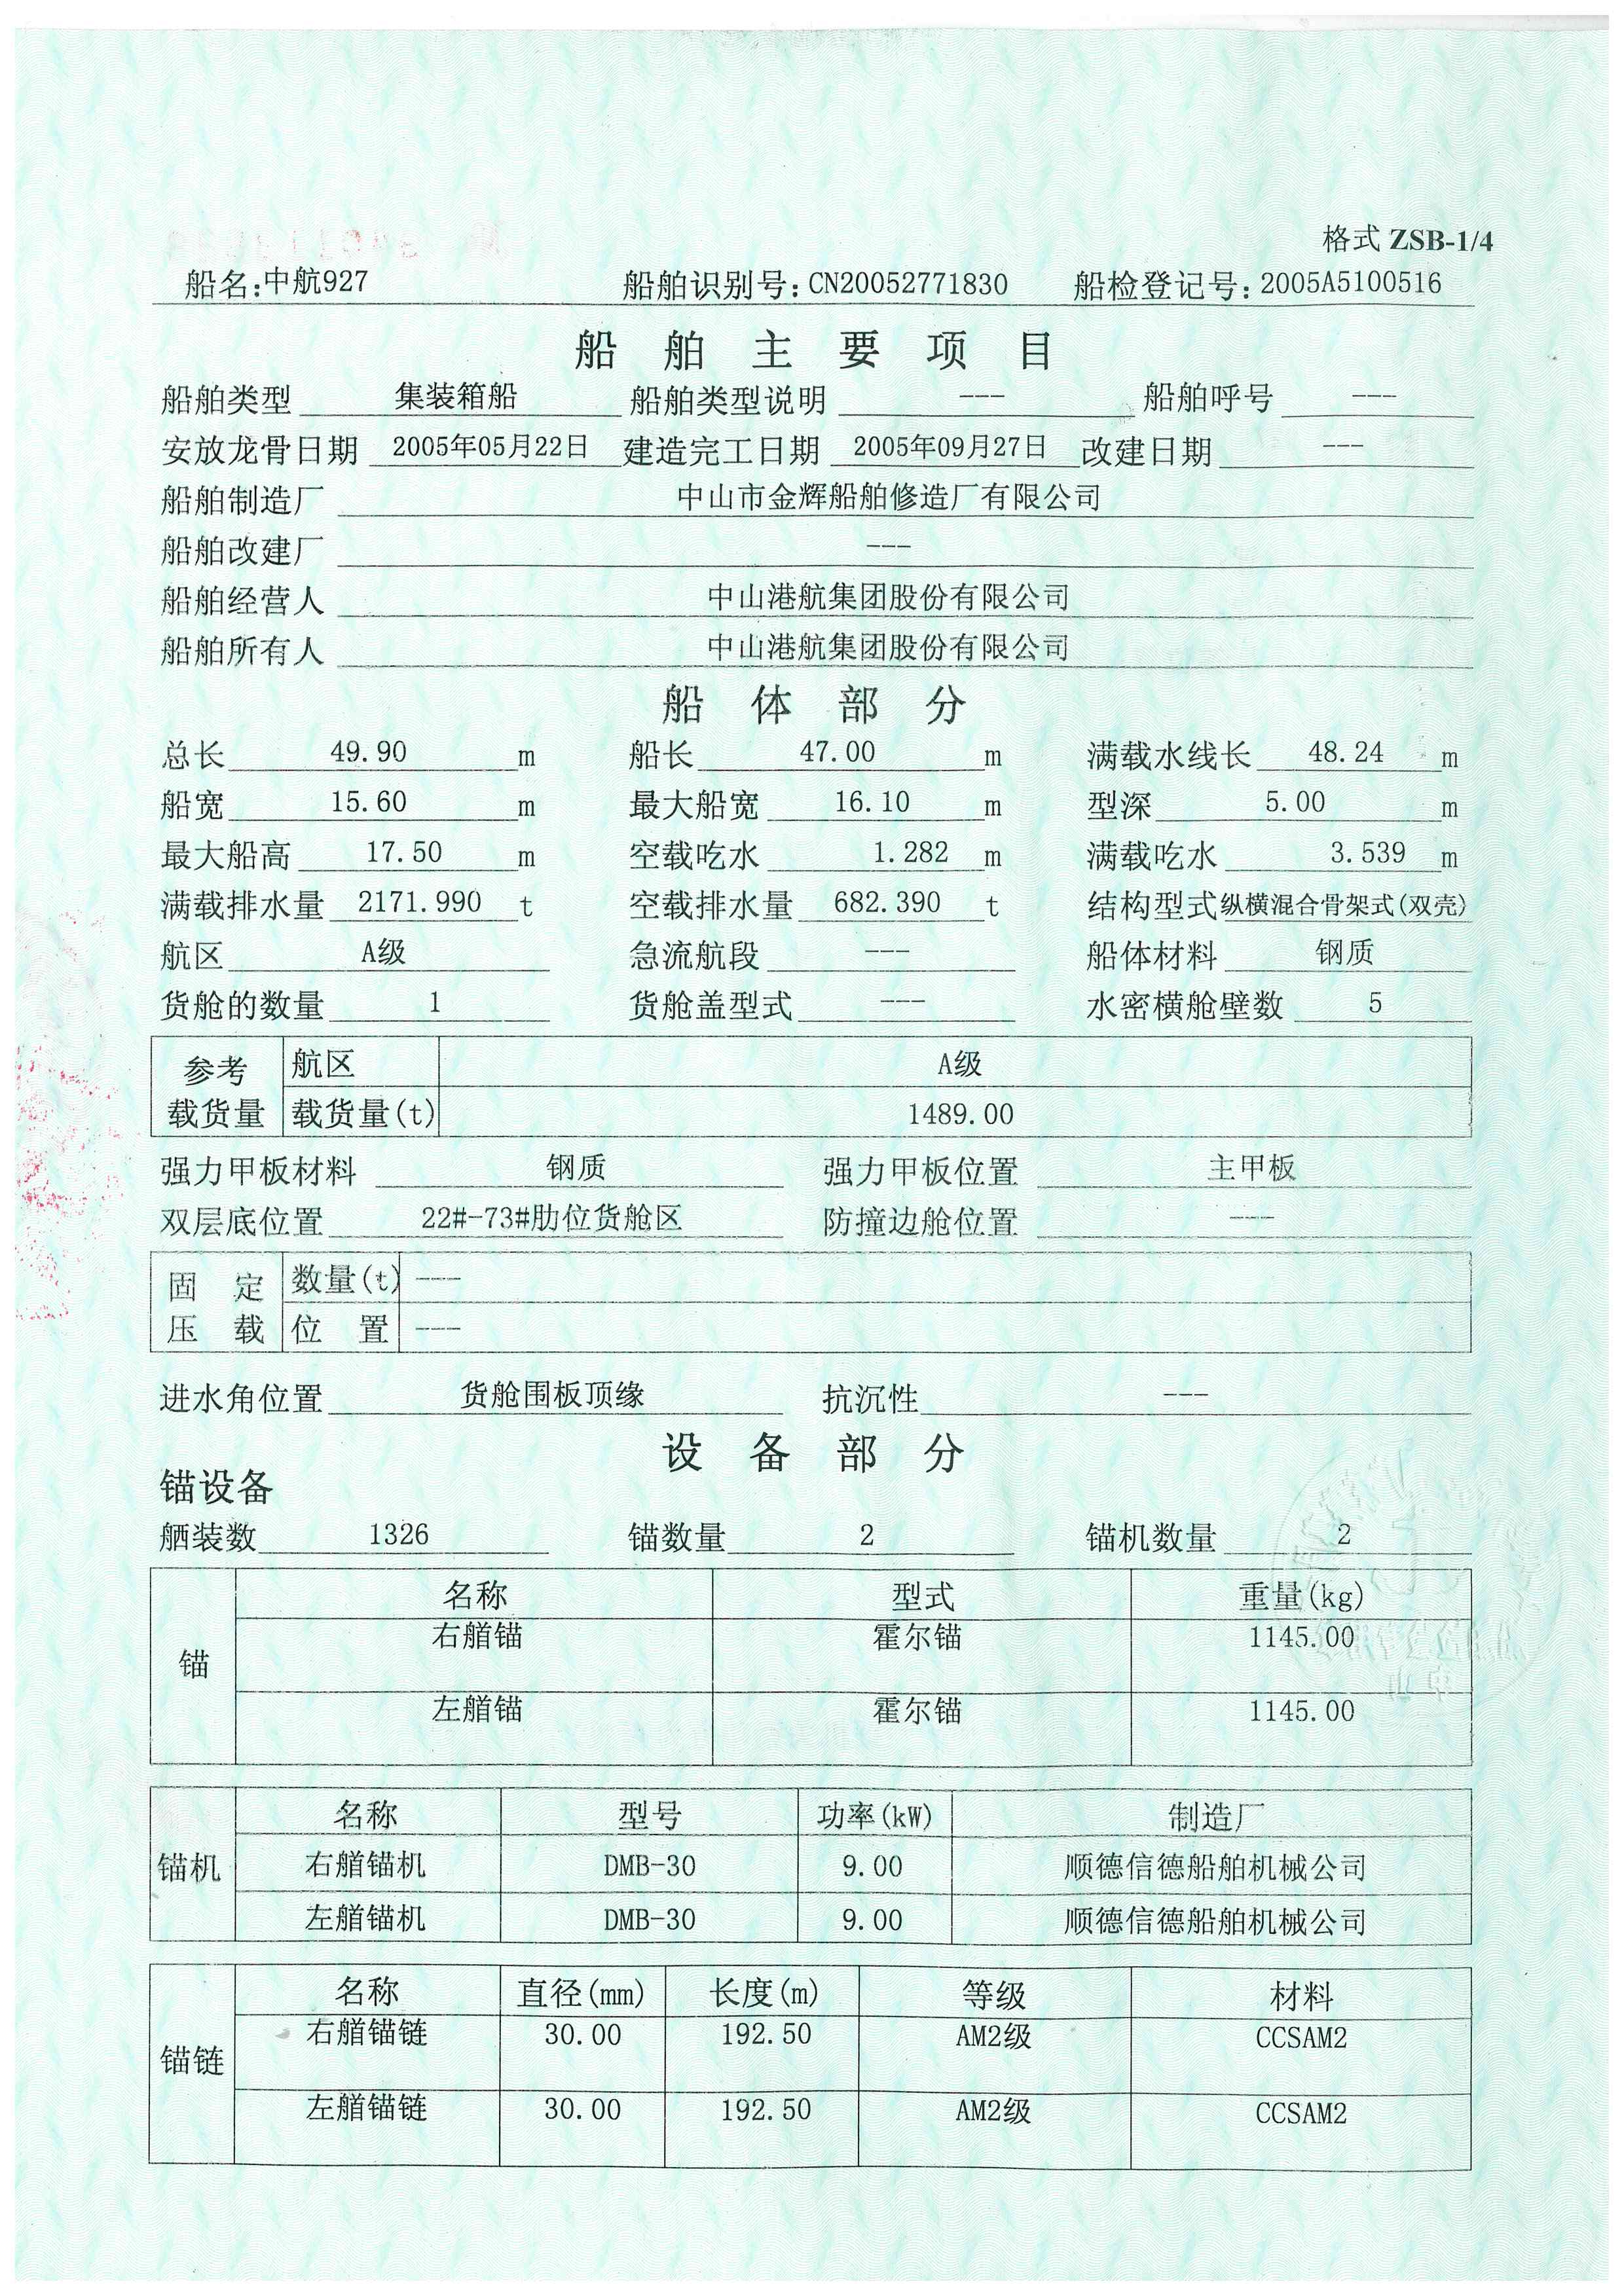 格式 ZSB-1/4
船名:中航927 船舶识别号:CN20052771830 船检登记号:2005A5100516
船 舶 主 要 项 目
船舶类型 集装箱船 船舶类型说明 --- 船舶呼号 ---
安放龙骨日期 2005年05月22日 建造完工日期 2005年09月27日 改建日期 ---
船舶制造厂 中山市金辉船舶修造厂有限公司
船舶改建厂 ---
船舶经营人 中山港航集团股份有限公司
船舶所有人 中山港航集团股份有限公司
船 体 部 分
总长 49.90 m 船长 47.00 m 满载水线长 48.24 m
船宽 15.60 m 最大船宽 16.10 m 型深 5.00 m
最大船高 17.50 m 空载吃水 1.282 m 满载吃水 3.539 m
满载排水量 2171.990 t 空载排水量 682.390 t 结构型式 纵横混合骨架式(双壳)
航区 A级 急流航段 --- 船体材料 钢质
货舱的数量 1 货舱盖型式 --- 水密横舱壁数 5
参考 航区 A级
载货量 载货量(t) 1489.00
强力甲板材料 钢质 强力甲板位置 主甲板
双层底位置 22#-73#肋位货舱区 防撞边舱位置 ---
固 定 数量(t) ---
压 载 位 置 ---
进水角位置 货舱围板顶缘 抗沉性 ---
设 备 部 分
锚设备
舾装数 1326 锚数量 2 锚机数量 2
名称 型式 重量(kg)
右艏锚 霍尔锚 1145.00
锚
左艏锚 霍尔锚 1145.00
名称 型号 功率(kW) 制造厂
锚机 右艏锚机 DMB-30 9.00 顺德信德船舶机械公司
左艏锚机 DMB-30 9.00 顺德信德船舶机械公司
名称 直径(mm) 长度(m) 等级 材料
右艏锚链 30.00 192.50 AM2级 CCSAM2
锚链
左艏锚链 30.00 192.50 AM2级 CCSAM2